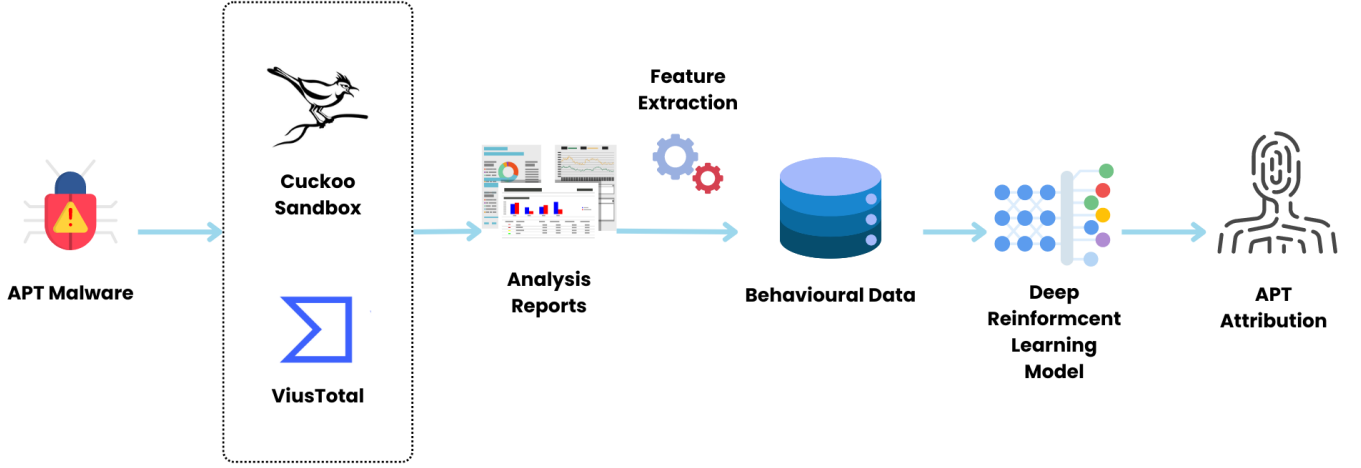 APT Malware
Cuckoo
Sandbox
ViusTotal
Analysis
Reports
Feature
Extraction
Behavioural Data
Deep
Reinformcent
Learning
Model
APT
Attribution